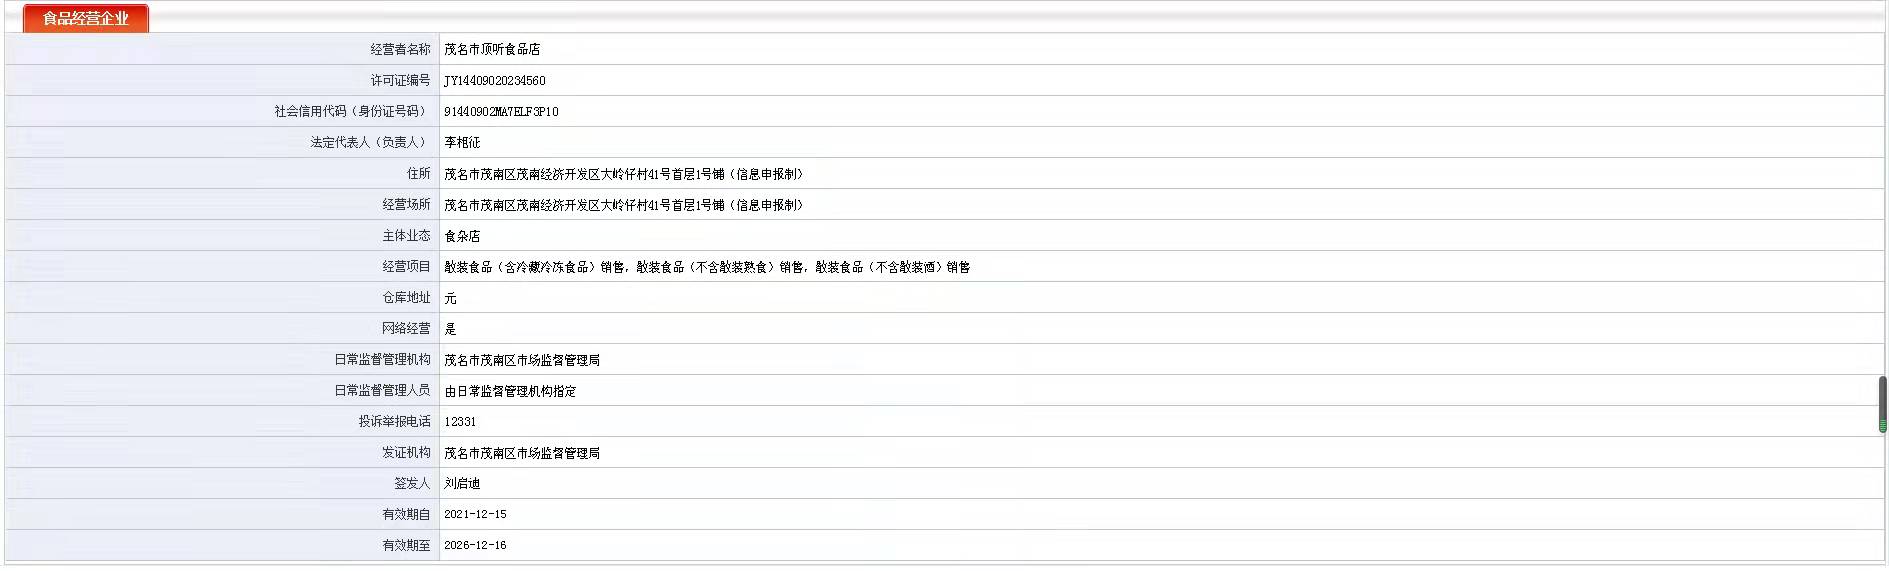 食品经营企业
经营者名称 茂名市顶听食品店
许可证编号 JY14409020234560
社会信用代码（身份证号码） 91440902MA7ELF3P10
法定代表人（负责人） 李相征
住所 茂名市茂南区茂南经济开发区大岭仔村41号首层1号铺（信息申报制）
经营场所 茂名市茂南区茂南经济开发区大岭仔村41号首层1号铺（信息申报制）
主体业态 食杂店
经营项目 散装食品（含冷藏冷冻食品）销售，散装食品（不含散装熟食）销售，散装食品（不含散装酒）销售
仓库地址 元
网络经营 是
日常监督管理机构 茂名市茂南区市场监督管理局
日常监督管理人员 由日常监督管理机构指定
投诉举报电话 12331
发证机构 茂名市茂南区市场监督管理局
签发人 刘启迪
有效期自 2021-12-15
有效期至 2026-12-16